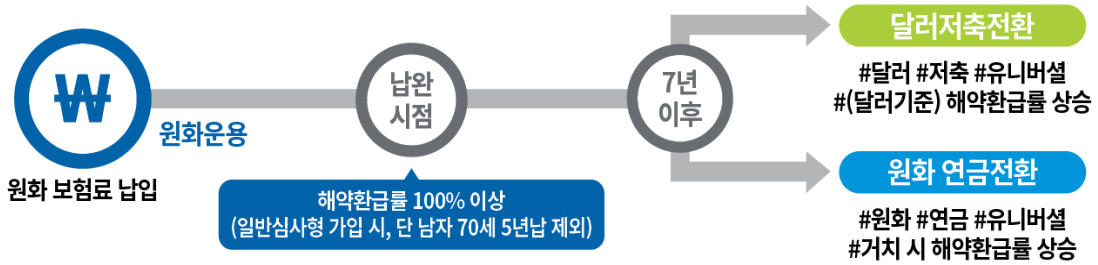 ₩
원화운용
원화 보험료 납입
납완
시점
해약환급률 100% 이상
(일반심사형 가입 시, 단 남자 70세 5년납 제외)
7년
이후
달러저축전환
#달러 #저축 #유니버셜
#(달러기준) 해약환급률 상승
원화 연금전환
#원화 #연금 #유니버셜
#거치 시 해약환급률 상승